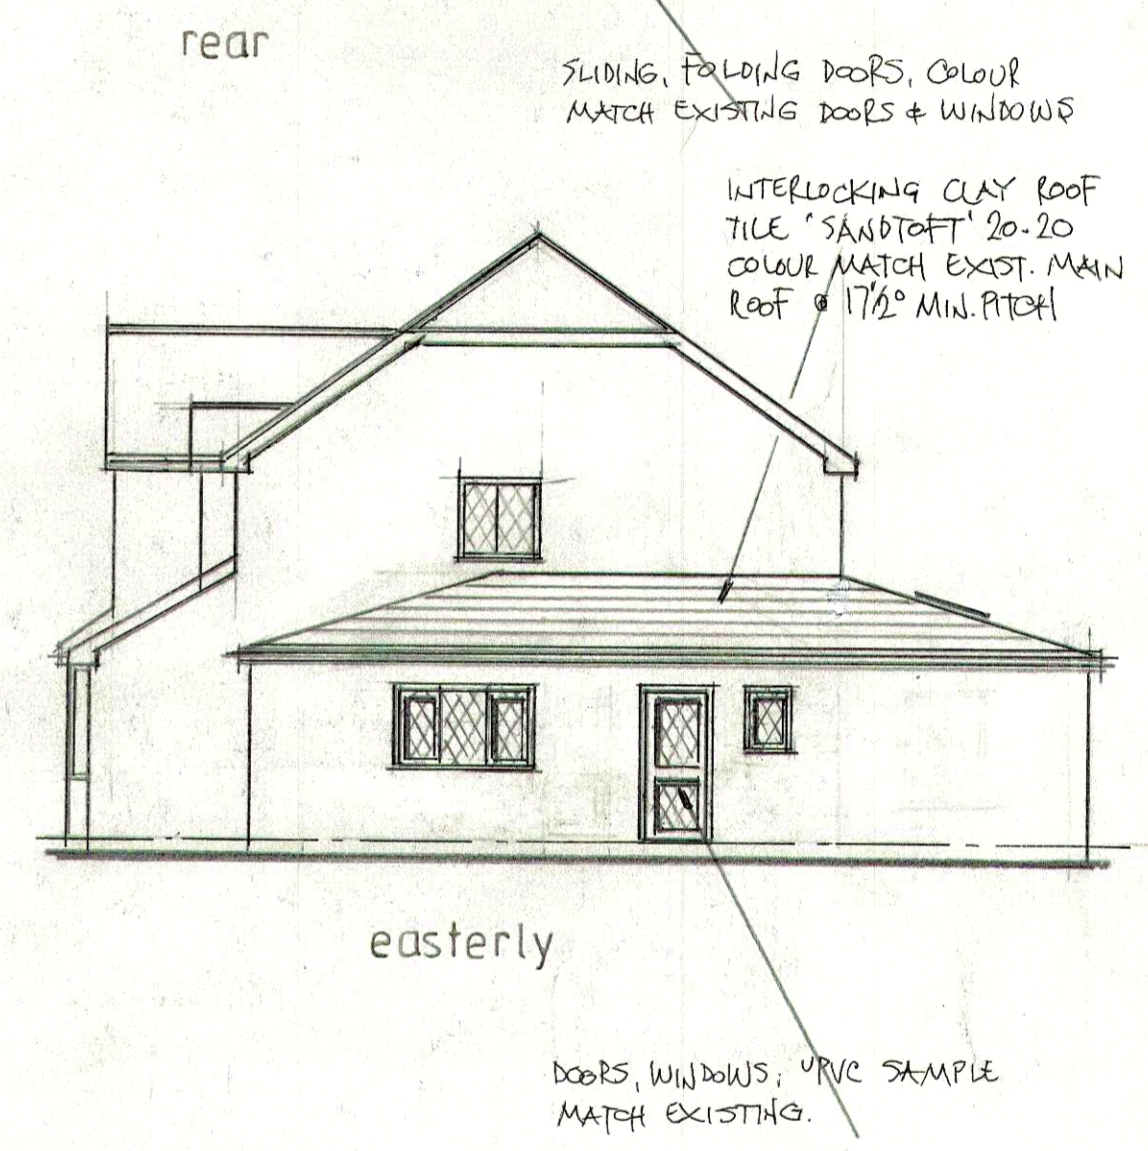 rear
SLIDING, FOLDING DOORS, COLOUR
MATCH EXISTING DOORS & WINDOWS
INTERLOCKING CLAY ROOF
TILE 'SANDTOFT' 20-20
COLOUR MATCH EXIST. MAIN
ROOF @ 17½° MIN. PITCH
easterly
DOORS, WINDOWS; UPVC SAMPLE
MATCH EXISTING.